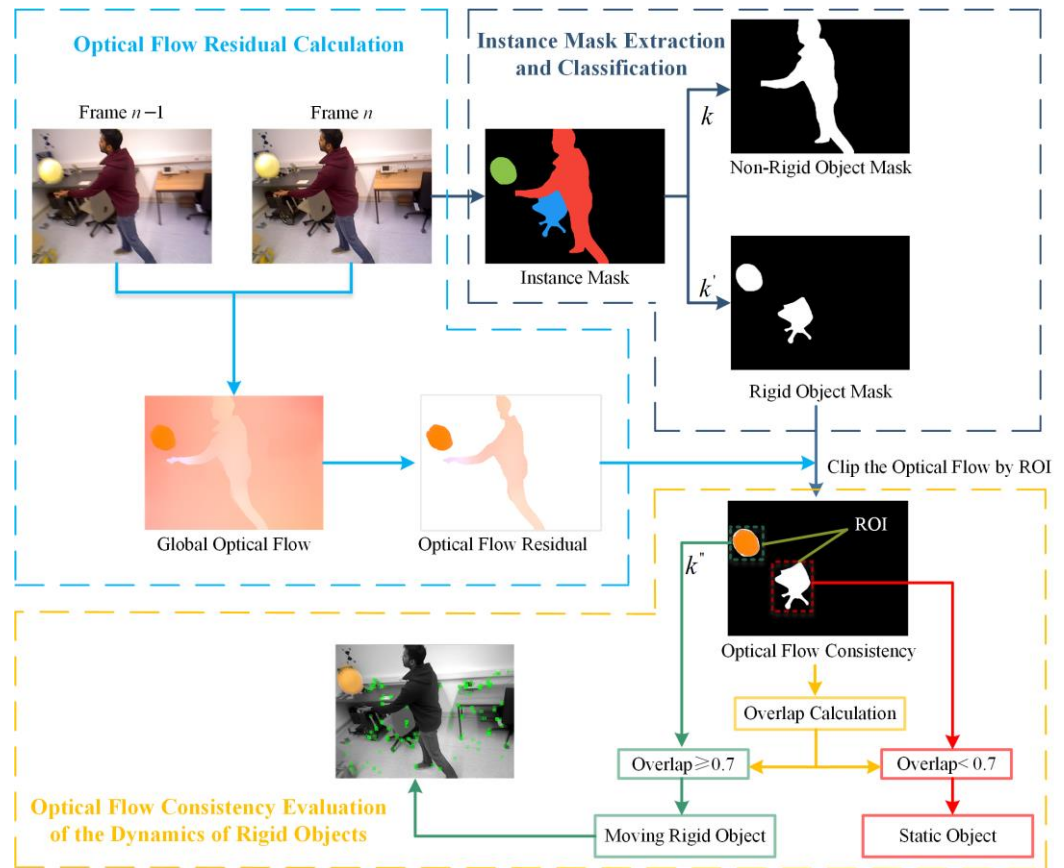 Optical Flow Residual Calculation
Frame n−1
Frame n
Instance Mask Extraction
and Classification
k
Non-Rigid Object Mask
Instance Mask
k'
Rigid Object Mask
Clip the Optical Flow by ROI
Global Optical Flow
Optical Flow Residual
ROI
k"
Optical Flow Consistency
Overlap Calculation
Overlap≥0.7
Overlap< 0.7
Optical Flow Consistency Evaluation
of the Dynamics of Rigid Objects
Moving Rigid Object
Static Object